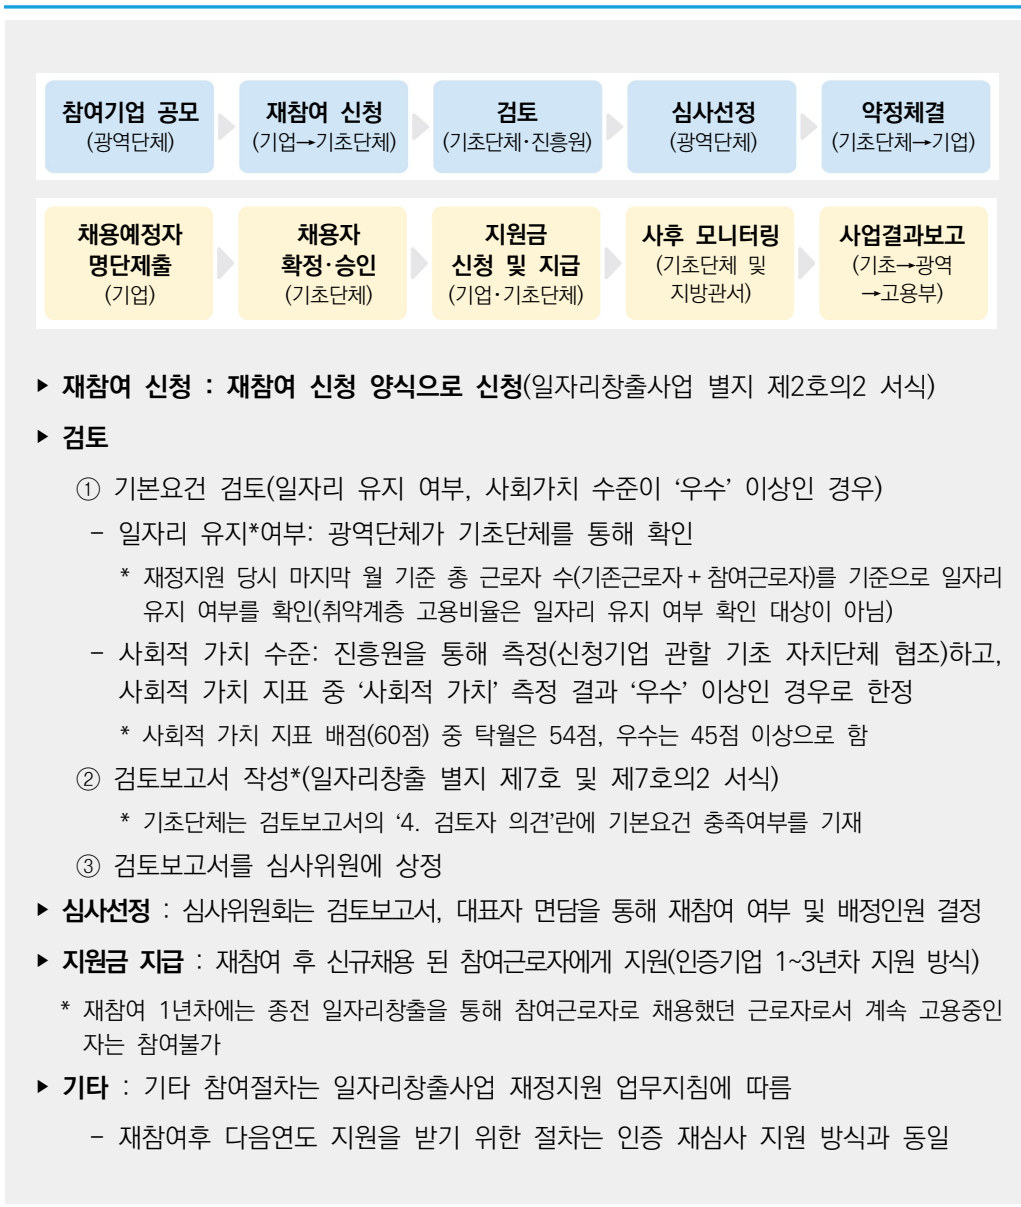 참여기업 공모
(광역단체)
재참여 신청
(기업→기초단체)
검토
(기초단체·진흥원)
심사선정
(광역단체)
약정체결
(기초단체→기업)
채용예정자
명단제출
(기업)
채용자
확정·승인
(기초단체)
지원금
신청 및 지급
(기업·기초단체)
사후 모니터링
(기초단체 및
지방관서)
사업결과보고
(기초→광역
→고용부)
▶ 재참여 신청 : 재참여 신청 양식으로 신청(일자리창출사업 별지 제2호의2 서식)
▶ 검토
① 기본요건 검토(일자리 유지 여부, 사회가치 수준이 ‘우수’ 이상인 경우)
– 일자리 유지*여부: 광역단체가 기초단체를 통해 확인
* 재정지원 당시 마지막 월 기준 총 근로자 수(기존근로자+참여근로자)를 기준으로 일자리
유지 여부를 확인(취약계층 고용비율은 일자리 유지 여부 확인 대상이 아님)
– 사회적 가치 수준: 진흥원을 통해 측정(신청기업 관할 기초 자치단체 협조)하고,
사회적 가치 지표 중 ‘사회적 가치’ 측정 결과 ‘우수’ 이상인 경우로 한정
* 사회적 가치 지표 배점(60점) 중 탁월은 54점, 우수는 45점 이상으로 함
② 검토보고서 작성*(일자리창출 별지 제7호 및 제7호의2 서식)
* 기초단체는 검토보고서의 ‘4. 검토자 의견’란에 기본요건 충족여부를 기재
③ 검토보고서를 심사위원에 상정
▶ 심사선정 : 심사위원회는 검토보고서, 대표자 면담을 통해 재참여 여부 및 배정인원 결정
▶ 지원금 지급 : 재참여 후 신규채용 된 참여근로자에게 지원(인증기업 1~3년차 지원 방식)
* 재참여 1년차에는 종전 일자리창출을 통해 참여근로자로 채용했던 근로자로서 계속 고용중인
자는 참여불가
▶ 기타 : 기타 참여절차는 일자리창출사업 재정지원 업무지침에 따름
– 재참여후 다음연도 지원을 받기 위한 절차는 인증 재심사 지원 방식과 동일